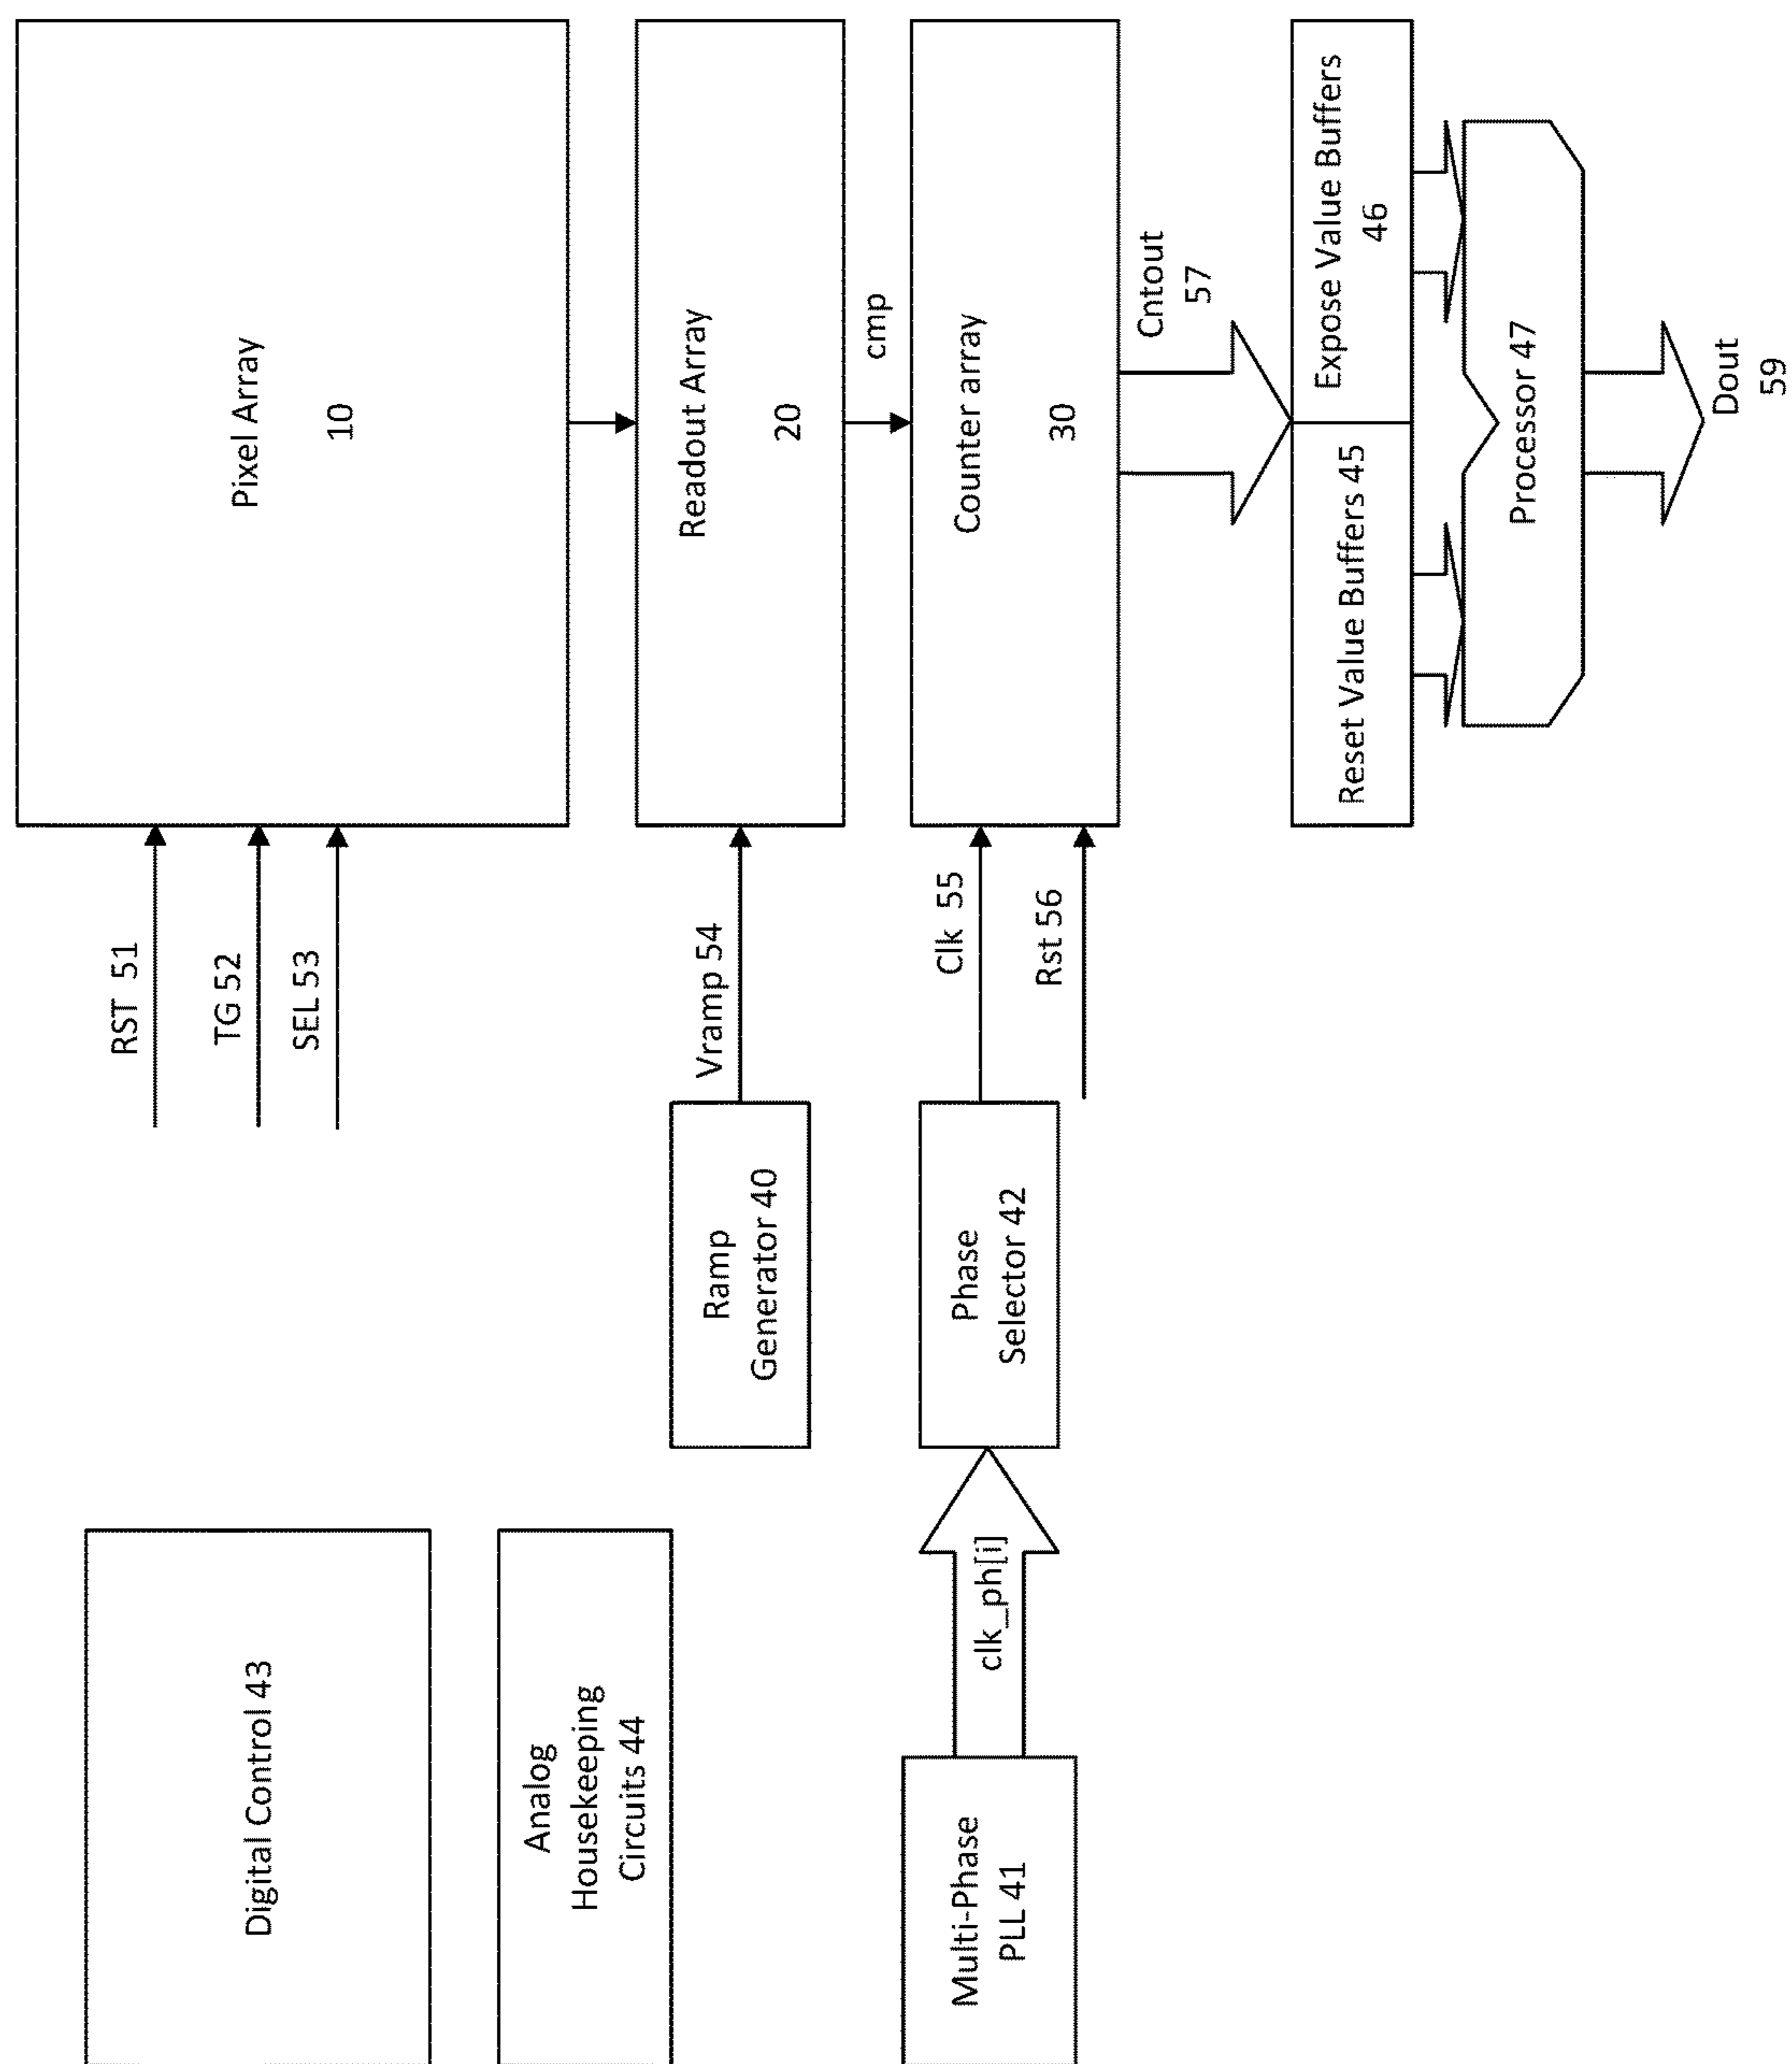 Pixel Array
10
RST 51
TG 52
SEL 53
Digital Control 43
Readout Array
20
Analog
Housekeeping
Circuits 44
Vramp 54
Ramp
Generator 40
cmp
Counter array
30
Clk 55
Rst 56
Phase
Selector 42
clk_ph[i]
Multi-Phase
PLL 41
Cntout
57
Reset Value Buffers 45
Expose Value Buffers
46
Processor 47
Dout
59